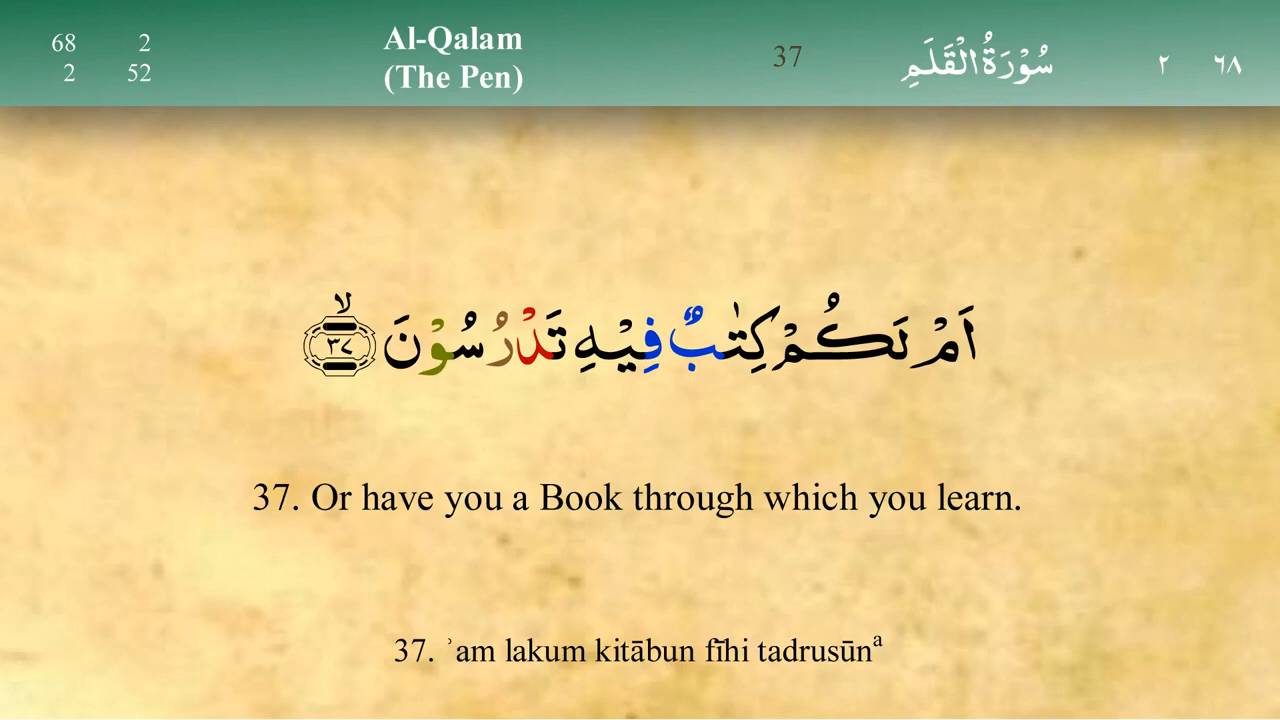 68 2
2 52
Al-Qalam
(The Pen)
37
سُوْرَةُ الْقَلَمِ
٢ ٦٨
اَمْ لَكُمْ كِتٰبٌ فِيْهِ تَدْرُسُوْنَ ۙ ٣٧
37. Or have you a Book through which you learn.
37. ʾam lakum kitābun fīhi tadrusūnᵃ